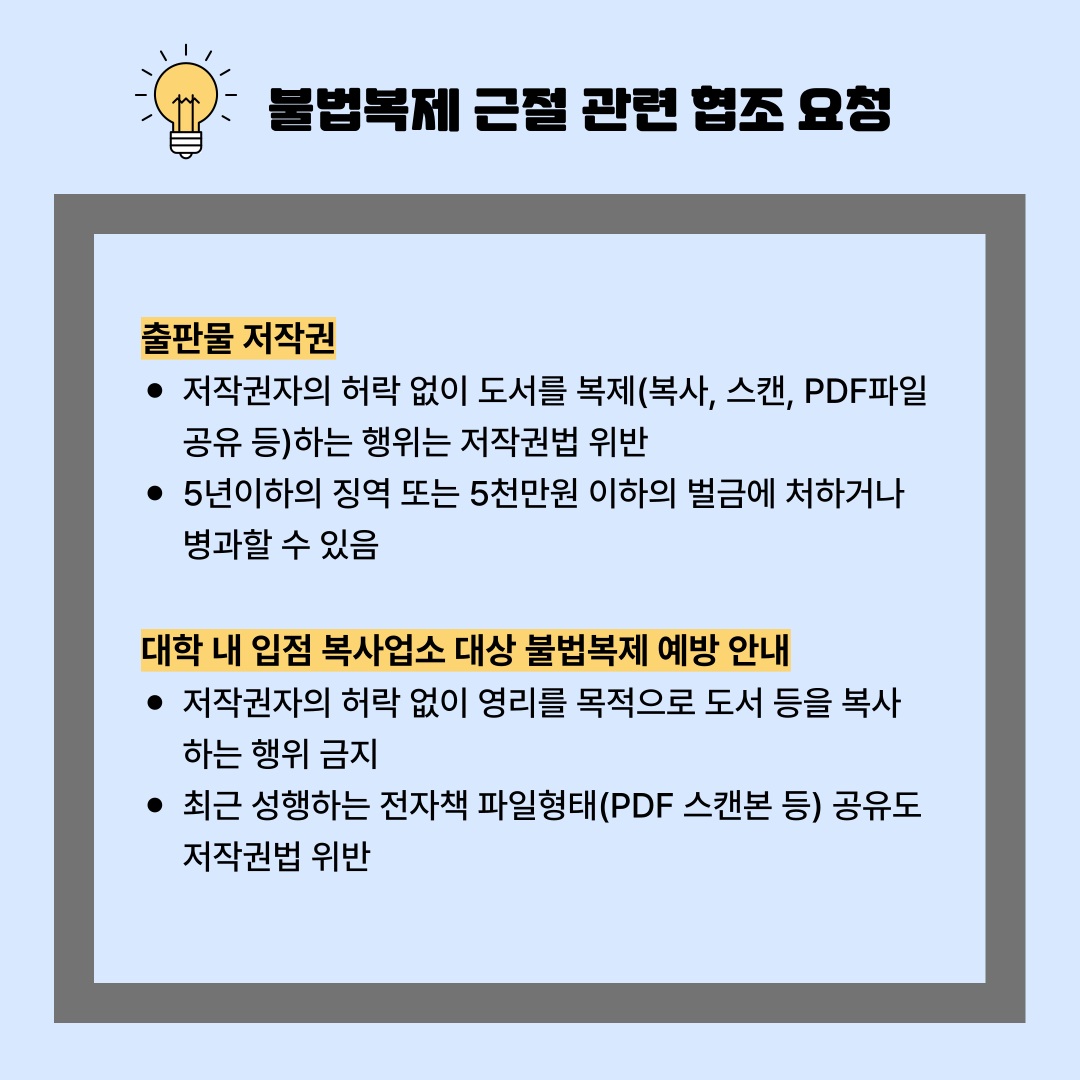 불법복제 근절 관련 협조 요청
출판물 저작권
• 저작권자의 허락 없이 도서를 복제(복사, 스캔, PDF파일
공유 등)하는 행위는 저작권법 위반
• 5년이하의 징역 또는 5천만원 이하의 벌금에 처하거나
병과할 수 있음
대학 내 입점 복사업소 대상 불법복제 예방 안내
• 저작권자의 허락 없이 영리를 목적으로 도서 등을 복사
하는 행위 금지
• 최근 성행하는 전자책 파일형태(PDF 스캔본 등) 공유도
저작권법 위반